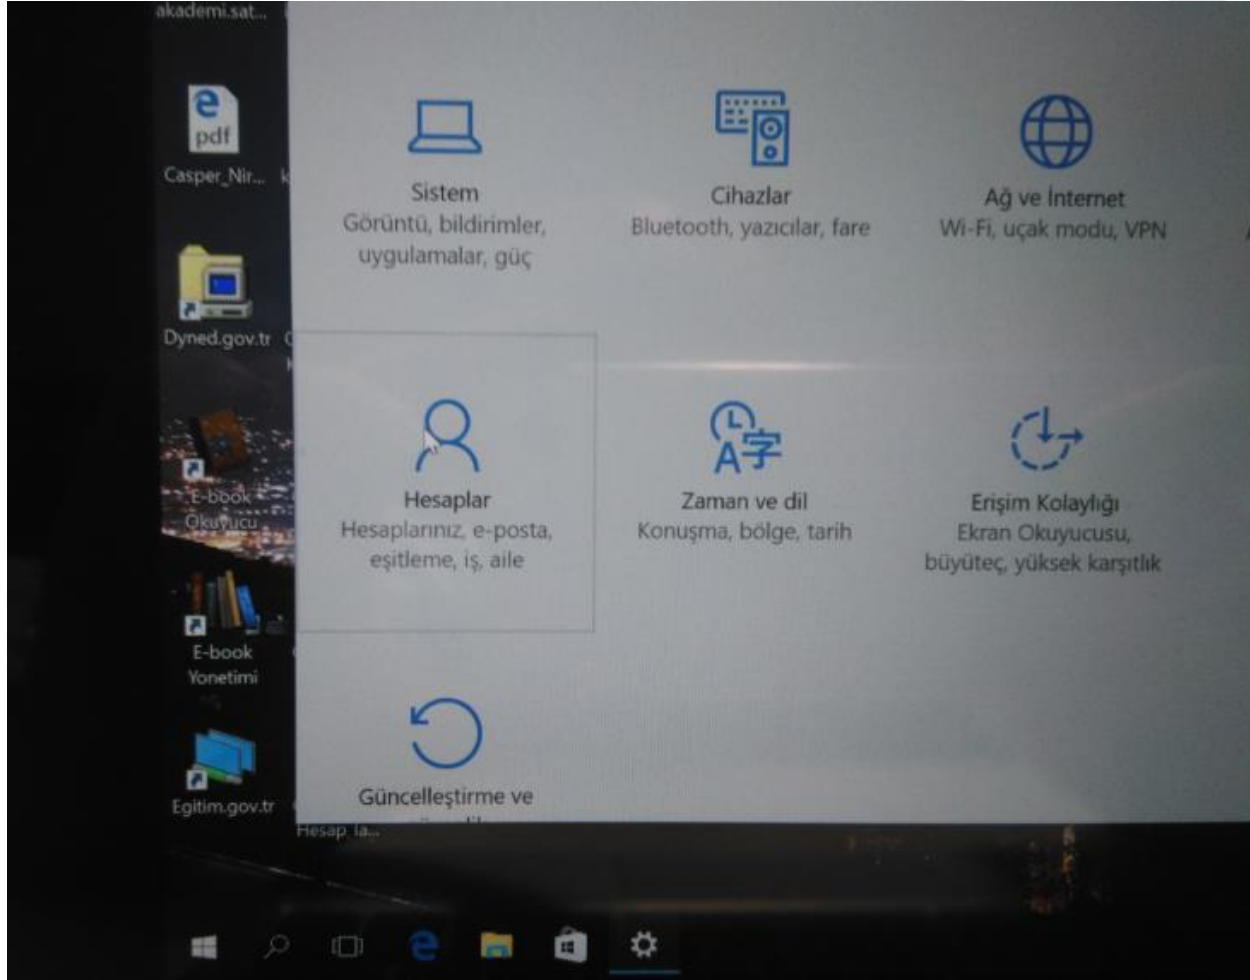 akademi.sat...
pdf
Casper_Nir...
Dyned.gov.tr
E-book
Okuyucu
E-book
Yonetimi
Egitim.gov.tr
Sistem
Görüntü, bildirimler,
uygulamalar, güç
Cihazlar
Bluetooth, yazıcılar, fare
Ağ ve İnternet
Wi-Fi, uçak modu, VPN
Hesaplar
Hesaplarınız, e-posta,
eşitleme, iş, aile
Zaman ve dil
Konuşma, bölge, tarih
Erişim Kolaylığı
Ekran Okuyucusu,
büyüteç, yüksek karşıtlık
Güncelleştirme ve
Hesap_la...